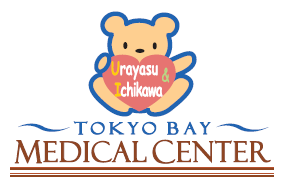 Urayasu
&
Ichikawa
TOKYO BAY
MEDICAL CENTER